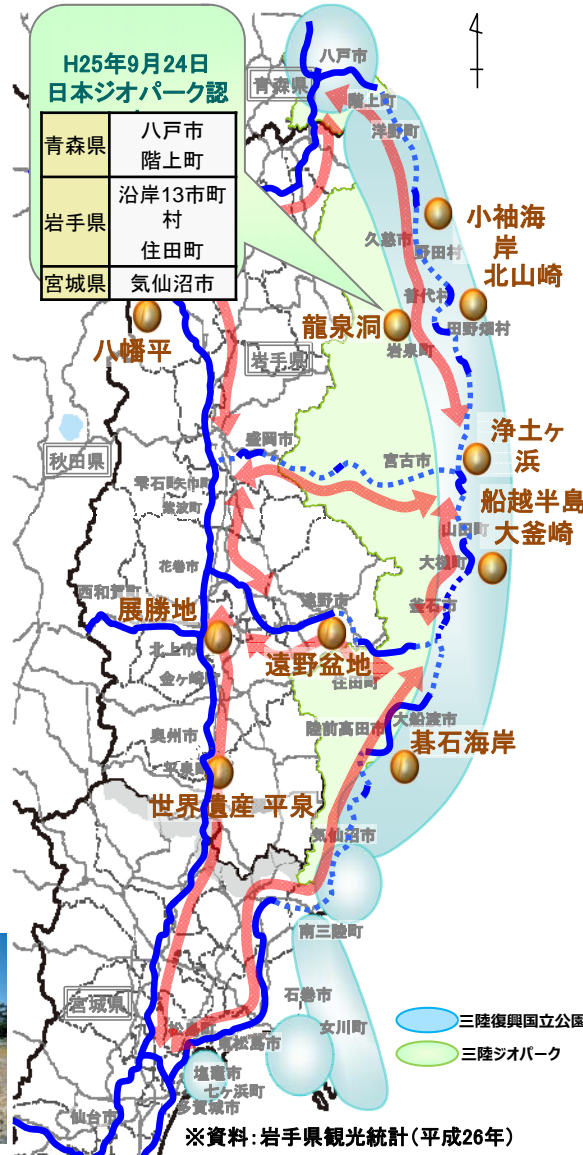 H25年9月24日
日本ジオパーク認
青森県
八戸市
階上町
岩手県
沿岸13市町
村
住田町
宮城県
気仙沼市
八戸市
青森県
階上町
洋野町
小袖海
岸
久慈市
野田村
北山崎
普代村
田野畑村
龍泉洞
岩泉町
八幡平
岩手県
浄土ヶ
浜
盛岡市
宮古市
秋田県
雫石町
矢巾町
紫波町
船越半島
大釜崎
山田町
大槌町
花巻市
西和賀町
遠野市
釜石市
展勝地
北上市
遠野盆地
金ヶ崎町
住田町
奥州市
陸前高田市
大船渡市
碁石海岸
平泉町
世界遺産 平泉
気仙沼市
南三陸町
石巻市
宮城県
女川町
三陸復興国立公園
東松島市
三陸ジオパーク
塩竈市
七ヶ浜町
多賀城市
仙台市
※資料：岩手県観光統計（平成26年）